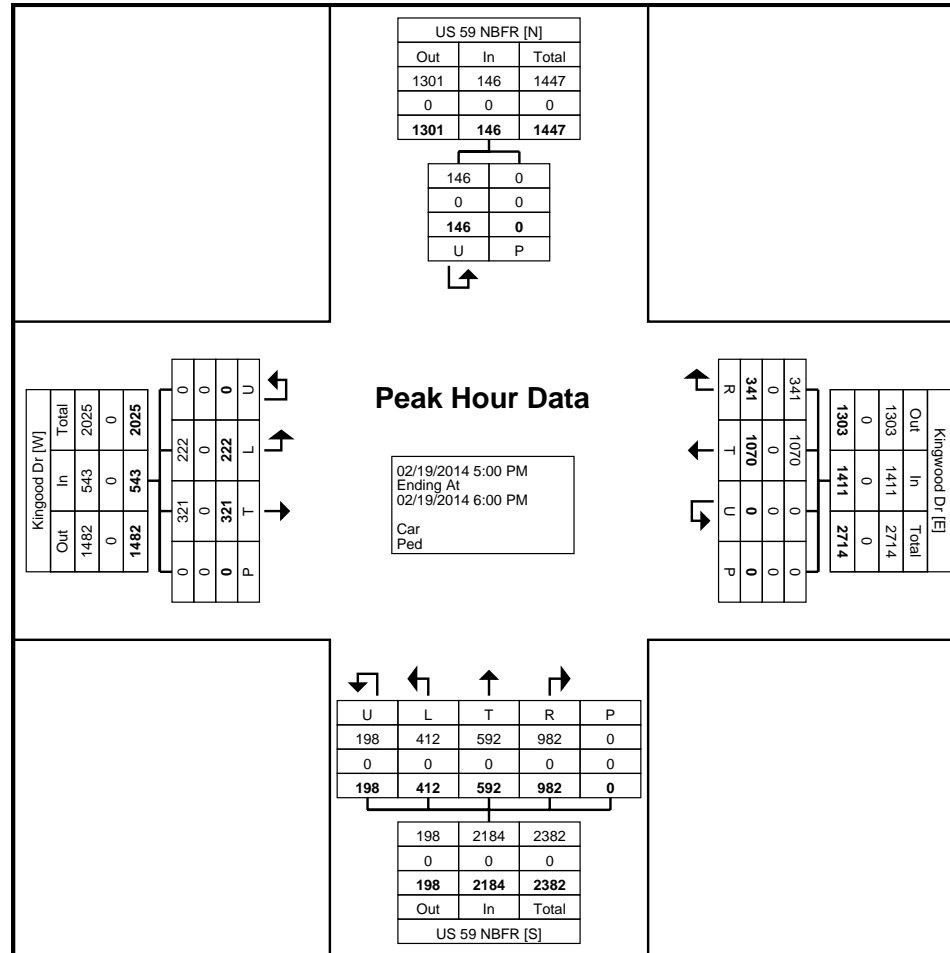 US 59 NBFR [N]
Out In Total
1301 146 1447
0 0 0
1301 146 1447
146 0
0 0
146 0
U P
Kingood Dr [W]
Total In Out
2025 543 1482
0 0 0
2025 543 1482
0 222 321 0
0 0 0 0
0 222 321 0
U L T P
Peak Hour Data
02/19/2014 5:00 PM
Ending At
02/19/2014 6:00 PM
Car
Ped
Kingwood Dr [E]
Out In Total
1303 1411 2714
0 0 0
1303 1411 2714
341 1070 0 0
0 0 0 0
341 1070 0 0
R T U P
U L T R P
198 412 592 982 0
0 0 0 0 0
198 412 592 982 0
198 2184 2382
0 0 0
198 2184 2382
Out In Total
US 59 NBFR [S]